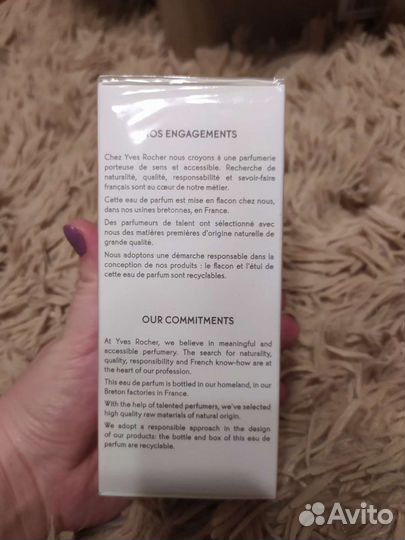 NOS ENGAGEMENTS
Chez Yves Rocher nous croyons à une parfumerie
porteuse de sens et accessible. Recherche de
naturalité, qualité, responsabilité et savoir-faire
français sont au cœur de notre métier.
Cette eau de parfum est mise en flacon chez nous,
dans nos usines bretonnes, en France.
Des parfumeurs de talent ont sélectionné avec
nous des matières premières d'origine naturelle de
grande qualité.
Nous adoptons une démarche responsable dans la
conception de nos produits : le flacon et l'étui de
cette eau de parfum sont recyclables.
OUR COMMITMENTS
At Yves Rocher, we believe in meaningful and
accessible perfumery. The search for naturality,
quality, responsibility and French know-how are at
the heart of our profession.
This eau de parfum is bottled in our homeland, in our
Breton factories in France.
With the help of talented perfumers, we've selected
high quality raw materials of natural origin.
We adopt a responsible approach in the design
of our products: the bottle and box of this eau de
parfum are recyclable.
Avito